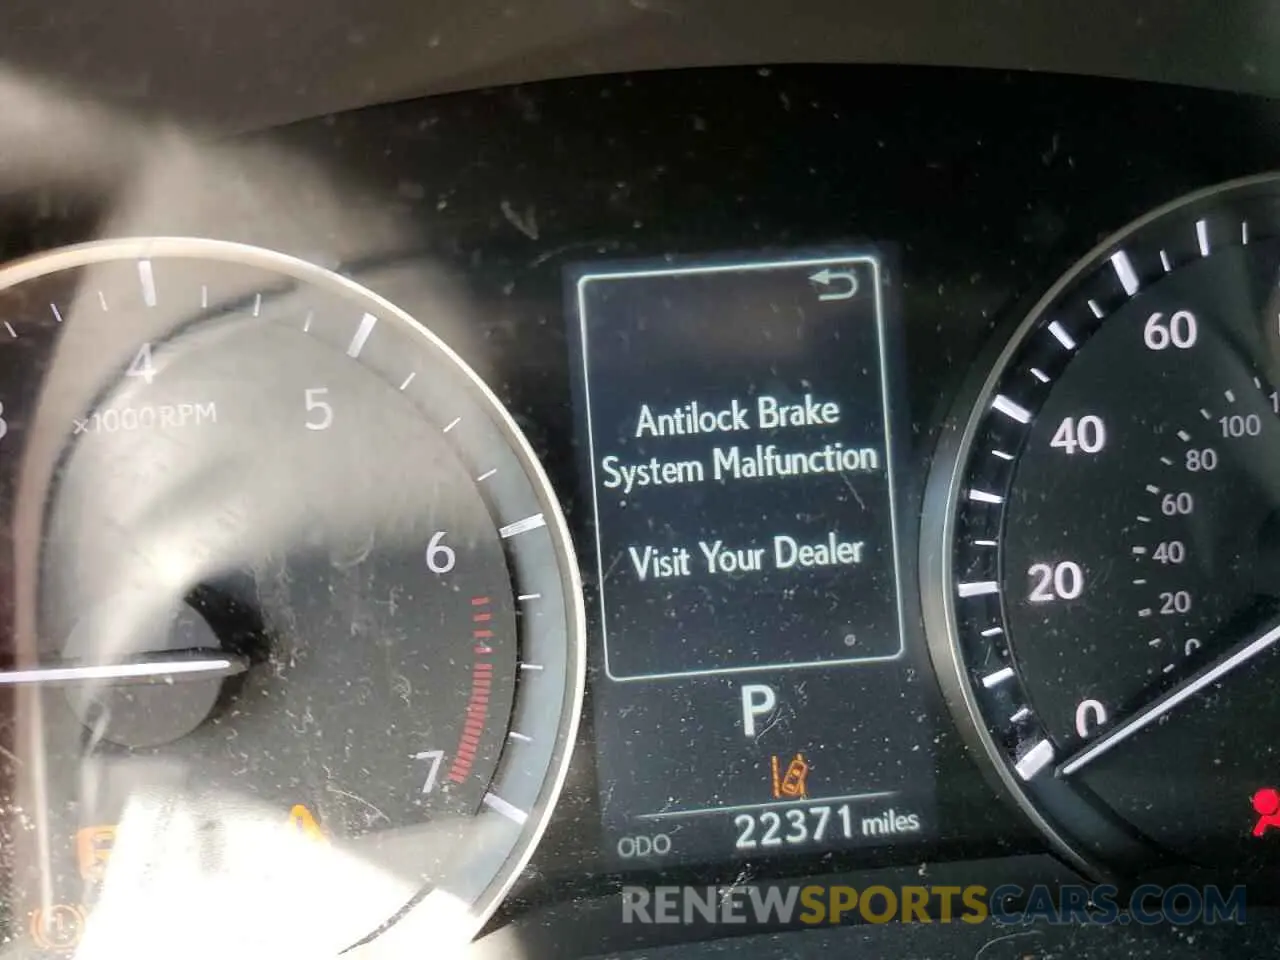 4
5
6
7
×1000RPM
Antilock Brake
System Malfunction
Visit Your Dealer
P
ODO 22371 miles
60
40
20
0
100
80
60
40
20
0
RENEWSPORTSCARS.COM